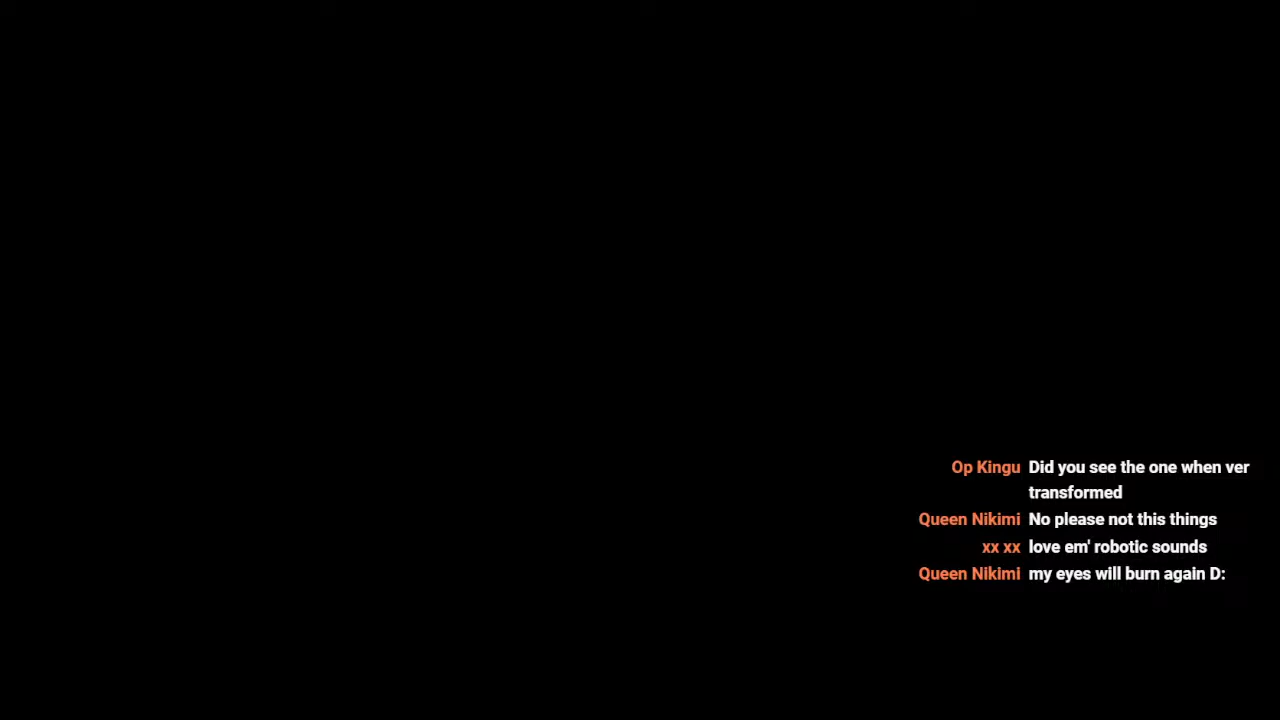 Op Kingu Did you see the one when ver
transformed
Queen Nikimi No please not this things
xx xx love em' robotic sounds
Queen Nikimi my eyes will burn again D: